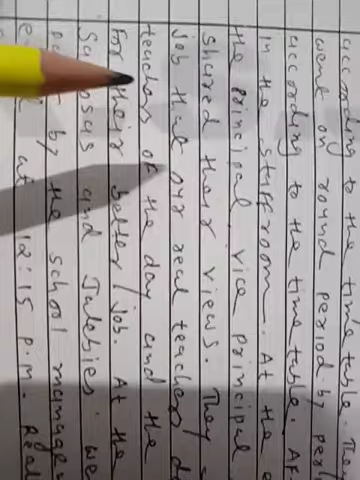 according to the time table. The
went on round period by peri
according to the time table. Af
in the stuffroom. At the e
the principal, vice principal
shared their views. They
job that our real teachers d
teachers of the day and the
For their better job. At the
Samosas and Jalebies we
by the school manage
at 12:15 p.m. Real